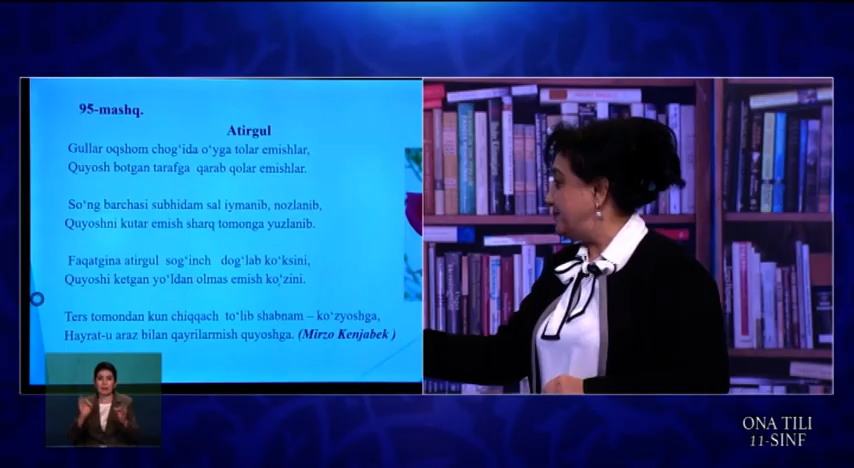 95-mashq.
Atirgul
Gullar oqshom chog‘ida o‘yga tolar emishlar,
Quyosh botgan tarafga qarab qolar emishlar.
So‘ng barchasi subhidam sal iymanib, nozlanib,
Quyoshni kutar emish sharq tomonga yuzlanib.
Faqatgina atirgul sog‘inch dog‘lab ko‘ksini,
Quyoshi ketgan yo‘ldan olmas emish ko‘zini.
Ters tomondan kun chiqqach to‘lib shabnam – ko‘zyoshga,
Hayrat-u araz bilan qayrilarmish quyoshga. (Mirzo Kenjabek )
ONA TILI
11-SINF